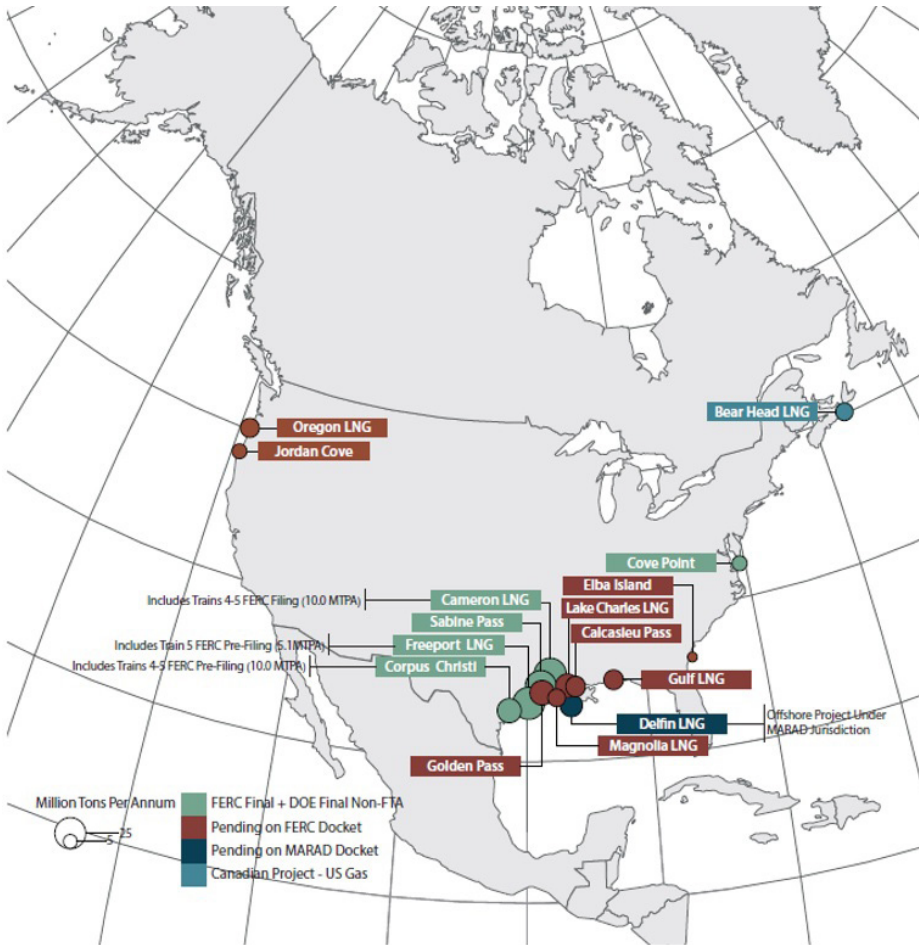 Oregon LNG
Jordan Cove
Bear Head LNG
Cove Point
Elba Island
Includes Trains 4-5 FERC Filing (10.0 MTPA)
Cameron LNG
Lake Charles LNG
Sabine Pass
Calcasieu Pass
Includes Train 5 FERC Pre-Filing (5.1MTPA)
Freeport LNG
Includes Trains 4-5 FERC Pre-Filing (10.0 MTPA)
Corpus Christi
Gulf LNG
Delfin LNG
Offshore Project Under
MARAD Jurisdiction
Magnolia LNG
Golden Pass
Million Tons Per Annum
25
5
FERC Final + DOE Final Non-FTA
Pending on FERC Docket
Pending on MARAD Docket
Canadian Project - US Gas